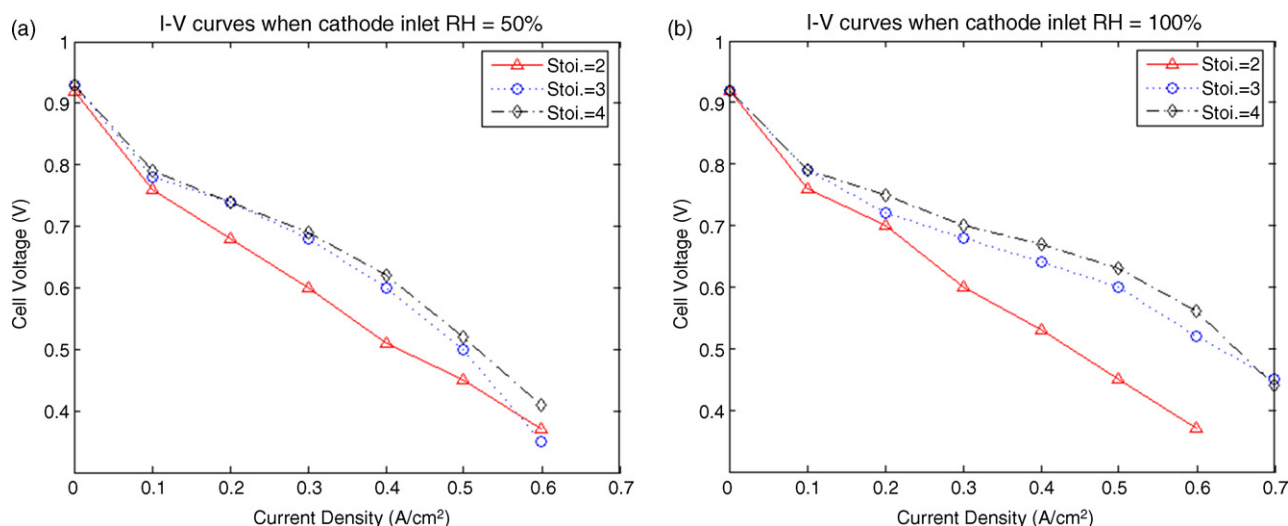 (a)
I-V curves when cathode inlet RH = 50%
1
0.9
0.8
0.7
0.6
0.5
0.4
Cell Voltage (V)
Stoi.=2
Stoi.=3
Stoi.=4
0 0.1 0.2 0.3 0.4 0.5 0.6 0.7
Current Density (A/cm²)
(b)
I-V curves when cathode inlet RH = 100%
1
0.9
0.8
0.7
0.6
0.5
0.4
Cell Voltage (V)
Stoi.=2
Stoi.=3
Stoi.=4
0 0.1 0.2 0.3 0.4 0.5 0.6 0.7
Current Density (A/cm²)